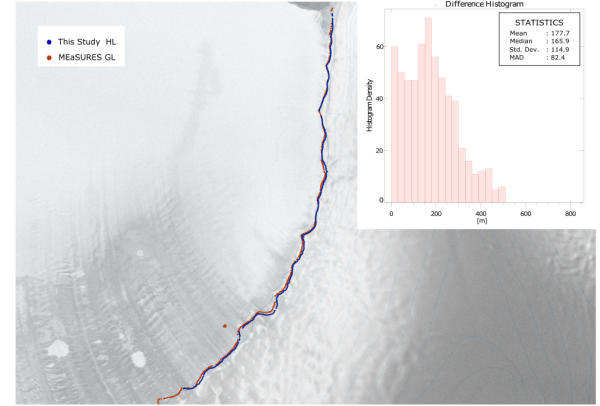 Difference Histogram
This Study HL
MEaSURES GL
STATISTICS
Mean : 177.7
Median : 165.9
Std. Dev. : 114.9
MAD : 82.4
Histogram Density
60
40
20
0
0 200 400 600 800
[m]